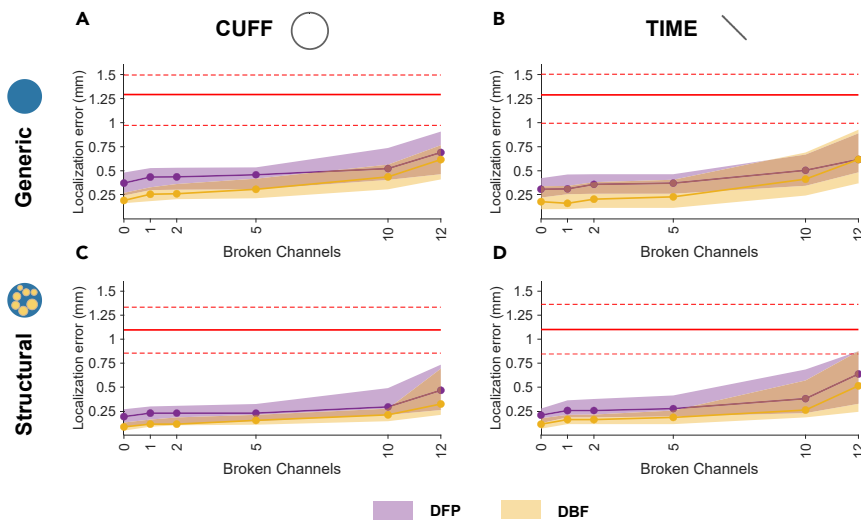 A
CUFF
B
TIME
Generic
Localization error (mm)
1.5
1.25
1
0.75
0.5
0.25
0
1
2
5
10
12
Broken Channels
Localization error (mm)
1.5
1.25
1
0.75
0.5
0.25
0
1
2
5
10
12
Broken Channels
C
D
Structural
Localization error (mm)
1.5
1.25
1
0.75
0.5
0.25
0
1
2
5
10
12
Broken Channels
Localization error (mm)
1.5
1.25
1
0.75
0.5
0.25
0
1
2
5
10
12
Broken Channels
DFP
DBF